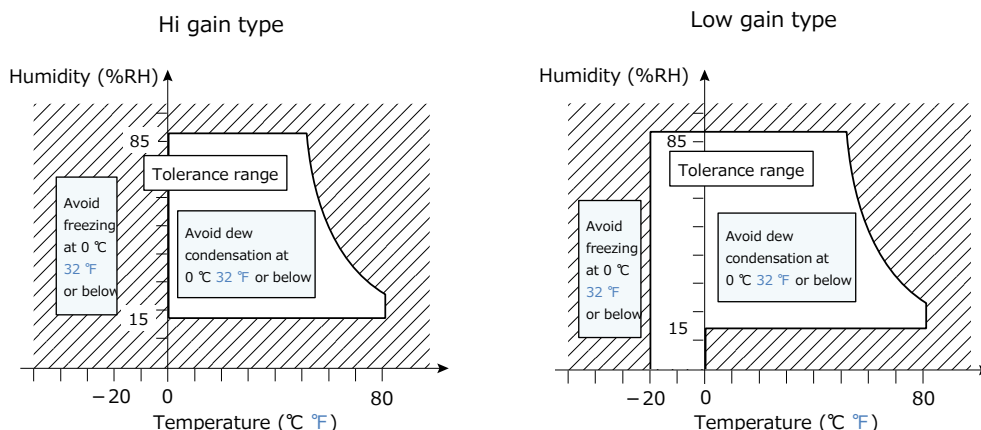 Hi gain type
Humidity (%RH)
85
Tolerance range
Avoid
freezing
at 0 ℃
32 ℉
or below
Avoid dew
condensation at
0 ℃ 32 ℉ or below
15
−20
0
80
Temperature (℃ ℉)
Low gain type
Humidity (%RH)
85
Tolerance range
Avoid
freezing
at 0 ℃
32 ℉
or below
Avoid dew
condensation at
0 ℃ 32 ℉ or below
15
−20
0
80
Temperature (℃ ℉)